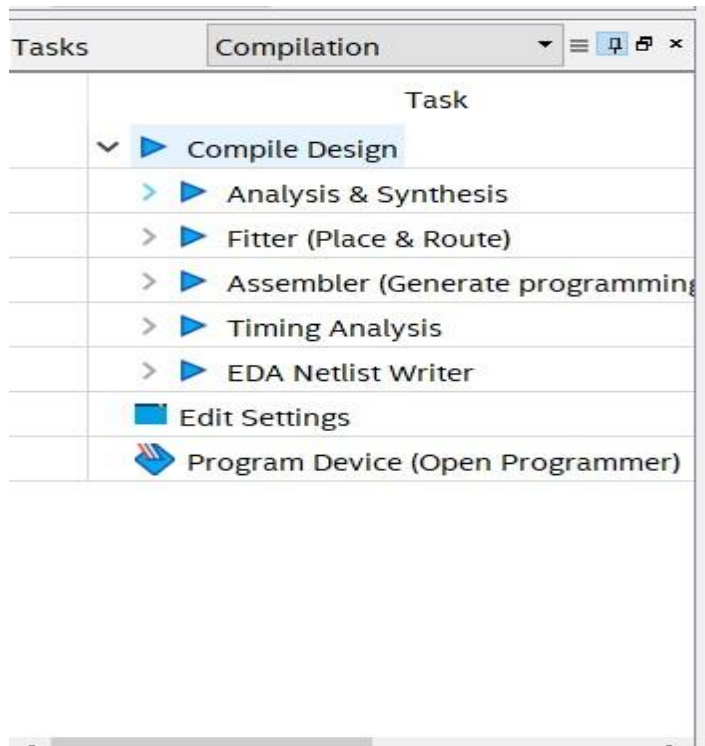 Tasks Compilation
Task
Compile Design
Analysis & Synthesis
Fitter (Place & Route)
Assembler (Generate programming
Timing Analysis
EDA Netlist Writer
Edit Settings
Program Device (Open Programmer)